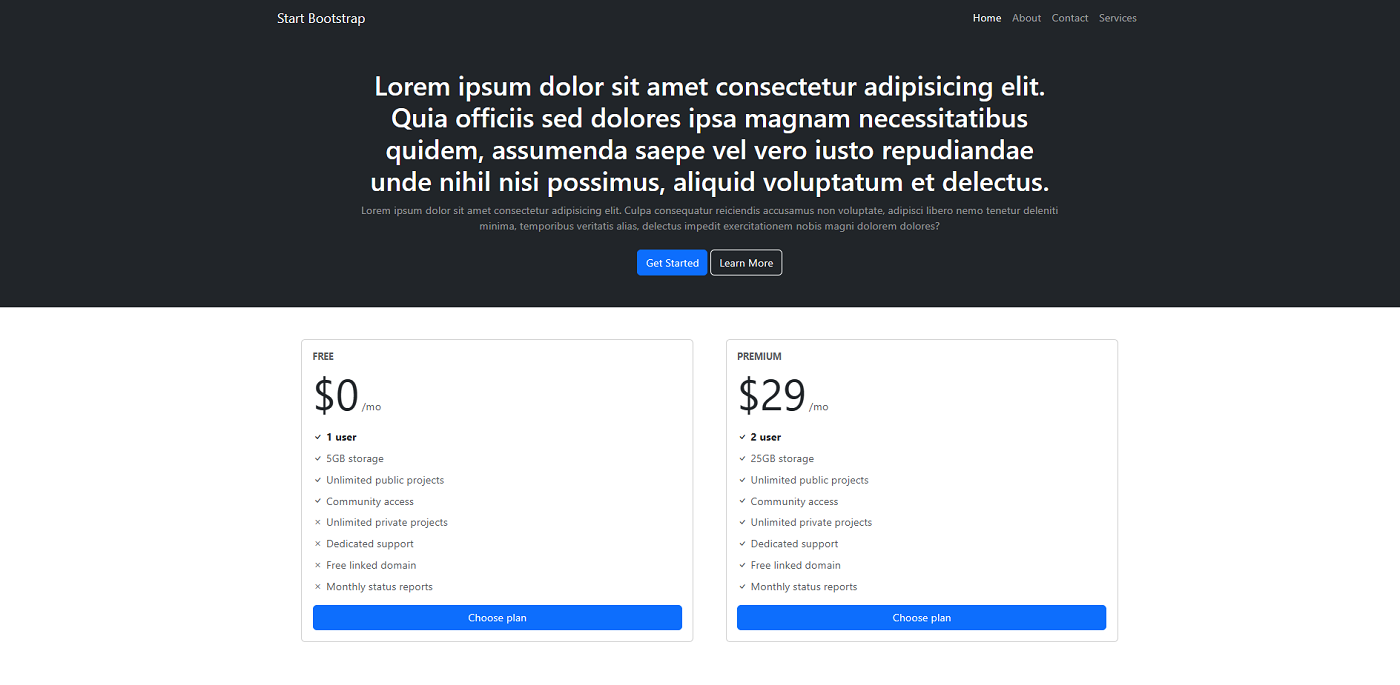 Start Bootstrap
Home About Contact Services
Lorem ipsum dolor sit amet consectetur adipisicing elit.
Quia officiis sed dolores ipsa magnam necessitatibus
quidem, assumenda saepe vel vero iusto repudiandae
unde nihil nisi possimus, aliquid voluptatum et delectus.
Lorem ipsum dolor sit amet consectetur adipisicing elit. Culpa consequatur reiciendis accusamus non voluptate, adipisci libero nemo tenetur deleniti
minima, temporibus veritatis alias, delectus impedit exercitationem nobis magni dolorem dolores?
Get Started
Learn More
FREE
$0 /mo
1 user
5GB storage
Unlimited public projects
Community access
Unlimited private projects
Dedicated support
Free linked domain
Monthly status reports
Choose plan
PREMIUM
$29 /mo
2 user
25GB storage
Unlimited public projects
Community access
Unlimited private projects
Dedicated support
Free linked domain
Monthly status reports
Choose plan